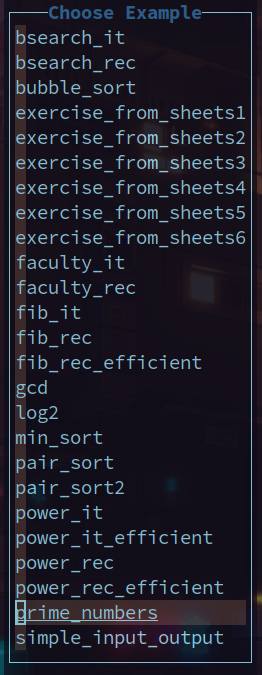 Choose Example
bsearch_it
bsearch_rec
bubble_sort
exercise_from_sheets1
exercise_from_sheets2
exercise_from_sheets3
exercise_from_sheets4
exercise_from_sheets5
exercise_from_sheets6
faculty_it
faculty_rec
fib_it
fib_rec
fib_rec_efficient
gcd
log2
min_sort
pair_sort
pair_sort2
power_it
power_it_efficient
power_rec
power_rec_efficient
prime_numbers
simple_input_output